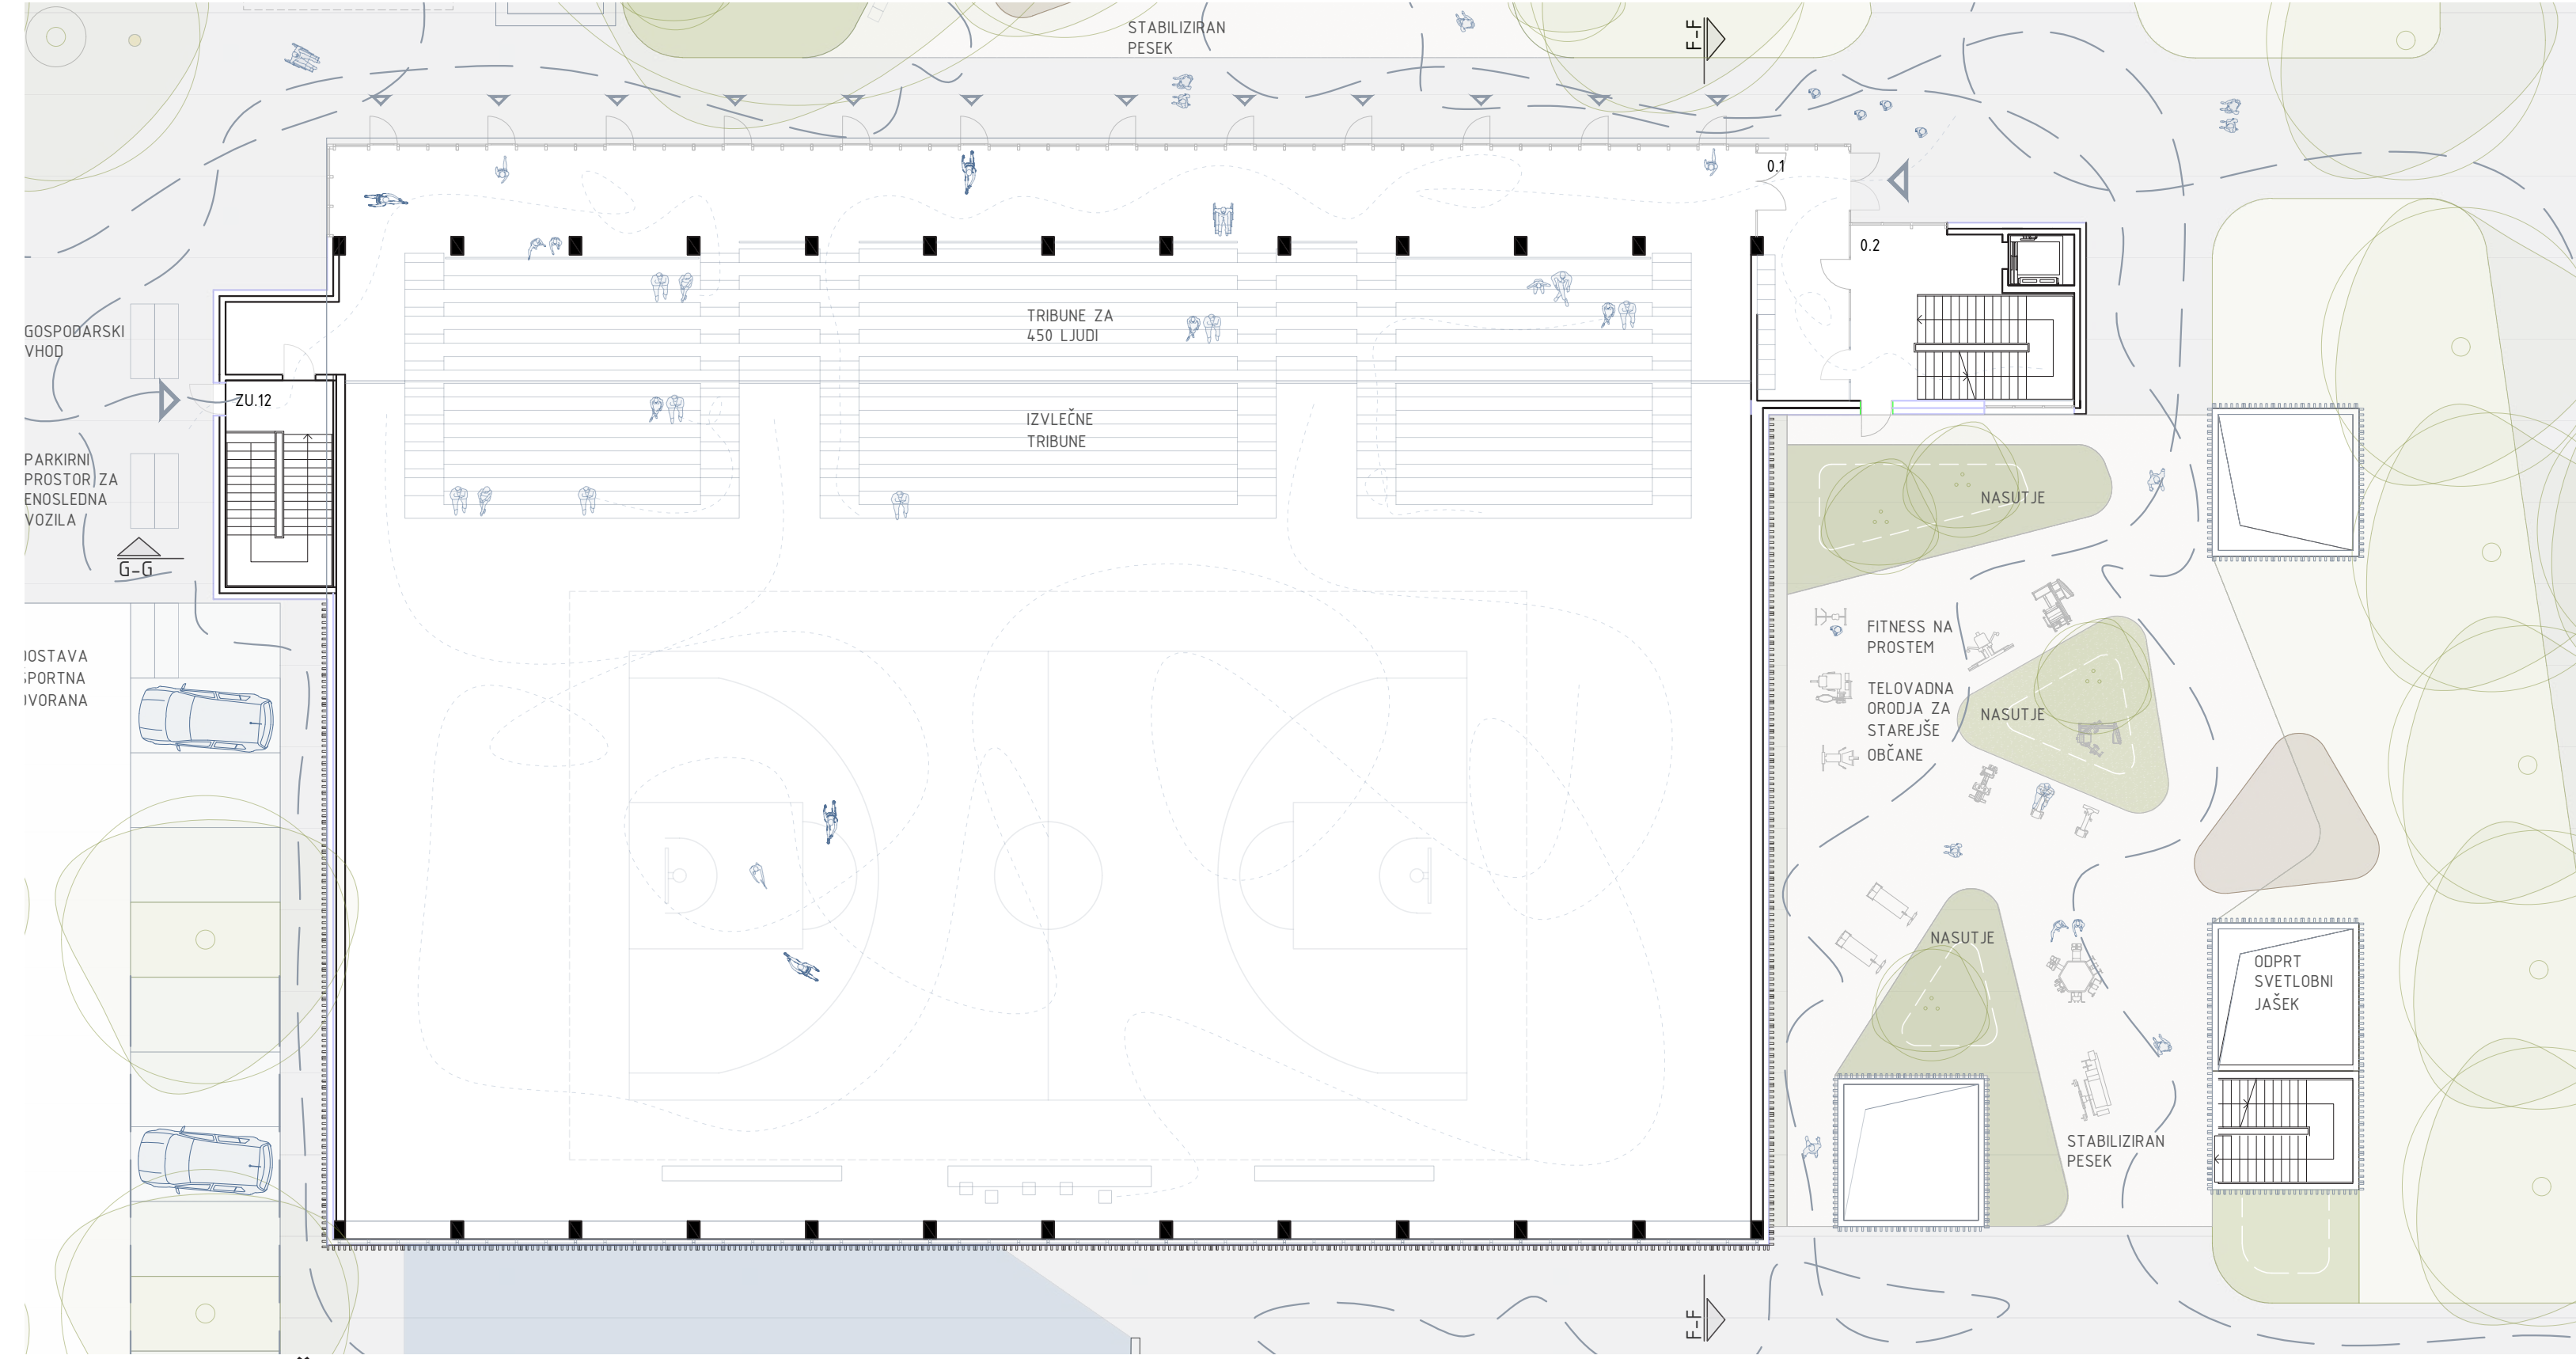 STABILIZIRAN
PESEK
F-F
0.1
0.2
GOSPODARSKI
VHOD
TRIBUNE ZA
450 LJUDI
ZU.12
IZVLEČNE
TRIBUNE
PARKIRNI
PROSTOR ZA
ENOSLEDNA
VOZILA
G-G
NASUTJE
FITNESS NA
PROSTEM
TELOVADNA
ORODJA ZA
STAREJŠE
OBČANE
NASUTJE
OSTAVA
ŠPORTNA
VORANA
NASUTJE
ODPRT
SVETLOBNI
JAŠEK
STABILIZIRAN
PESEK
F-F